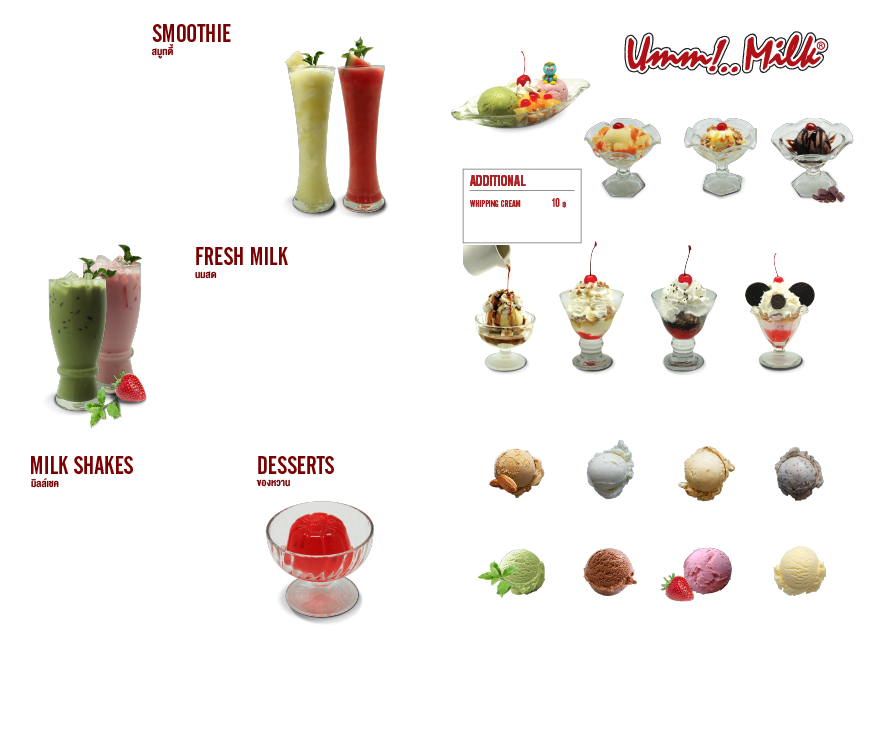 SMOOTHIE
สมูทตี้
Umm!.. Milk®
ADDITIONAL
WHIPPING CREAM 10 ฿
FRESH MILK
นมสด
MILK SHAKES
มิลล์เชค
DESSERTS
ของหวาน